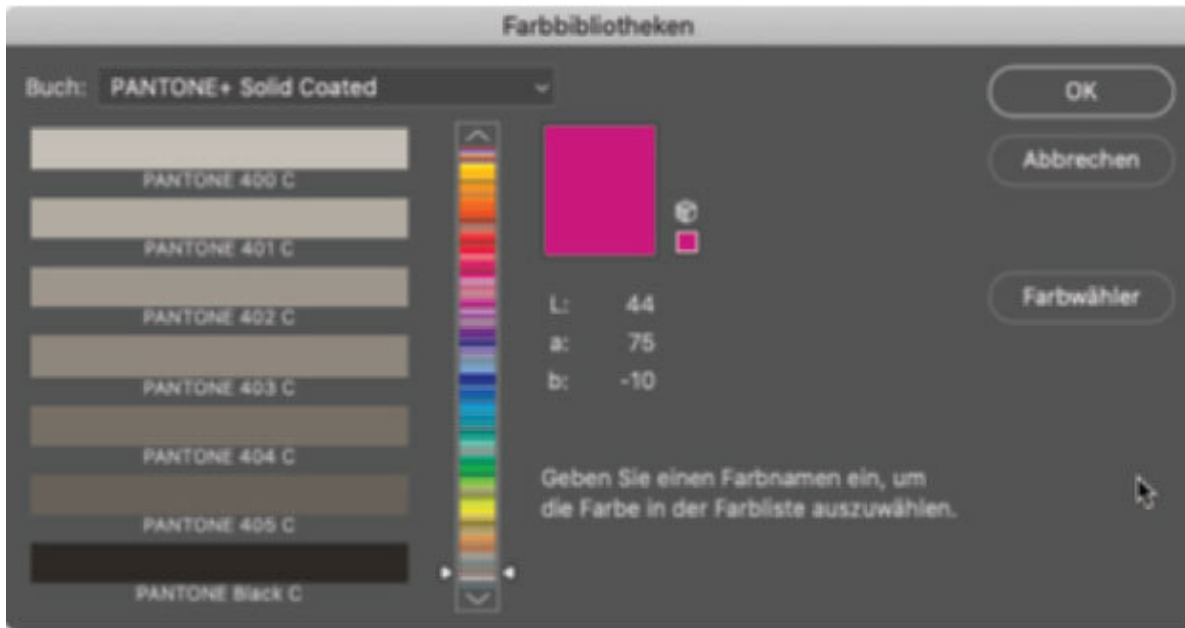 Farbbibliotheken
Buch: PANTONE+ Solid Coated
OK
Abbrechen
Farbwähler
PANTONE 400 C
PANTONE 401 C
PANTONE 402 C
PANTONE 403 C
PANTONE 404 C
PANTONE 405 C
PANTONE Black C
L: 44
a: 75
b: -10
Geben Sie einen Farbnamen ein, um
die Farbe in der Farbliste auszuwählen.